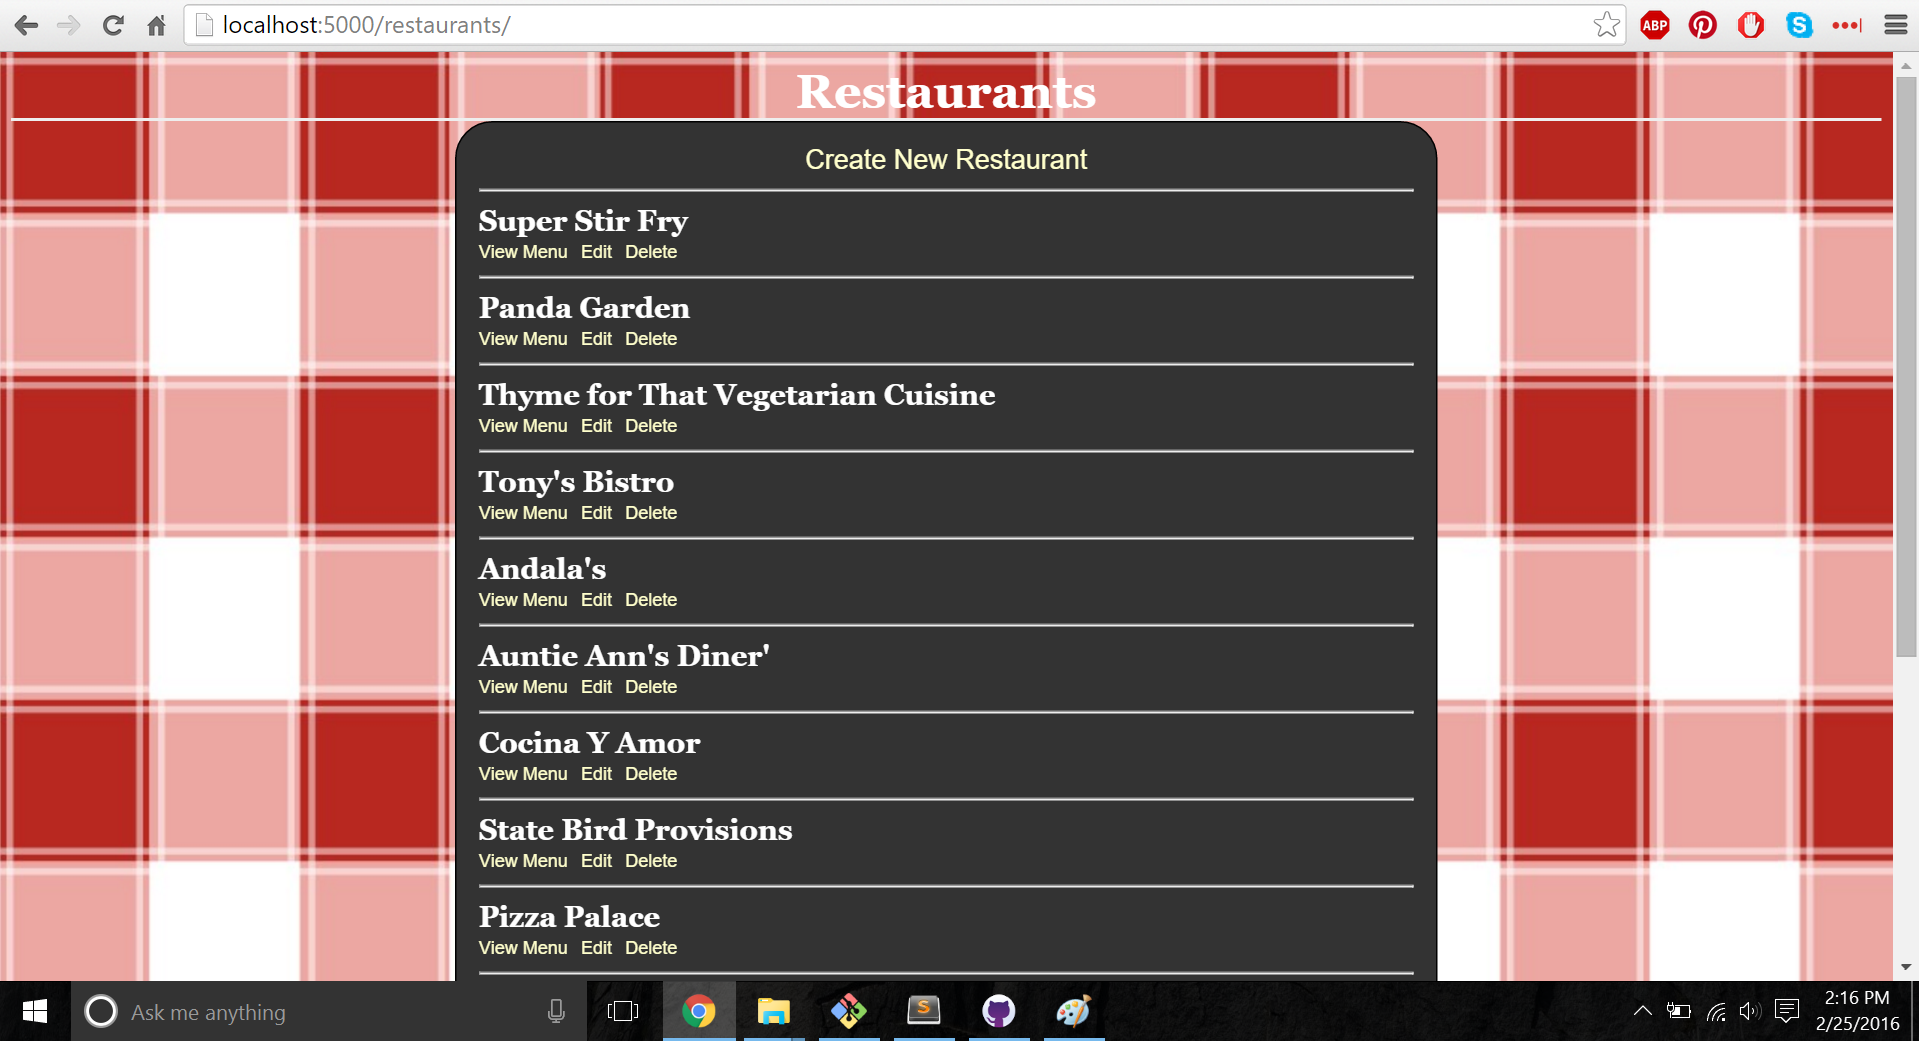 localhost:5000/restaurants/
ABP
Restaurants
Create New Restaurant
Super Stir Fry
View Menu Edit Delete
Panda Garden
View Menu Edit Delete
Thyme for That Vegetarian Cuisine
View Menu Edit Delete
Tony's Bistro
View Menu Edit Delete
Andala's
View Menu Edit Delete
Auntie Ann's Diner'
View Menu Edit Delete
Cocina Y Amor
View Menu Edit Delete
State Bird Provisions
View Menu Edit Delete
Pizza Palace
View Menu Edit Delete
Ask me anything
2:16 PM
2/25/2016